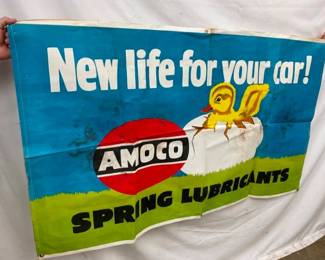 New life for your car!
AMOCO
SPRING LUBRICANTS